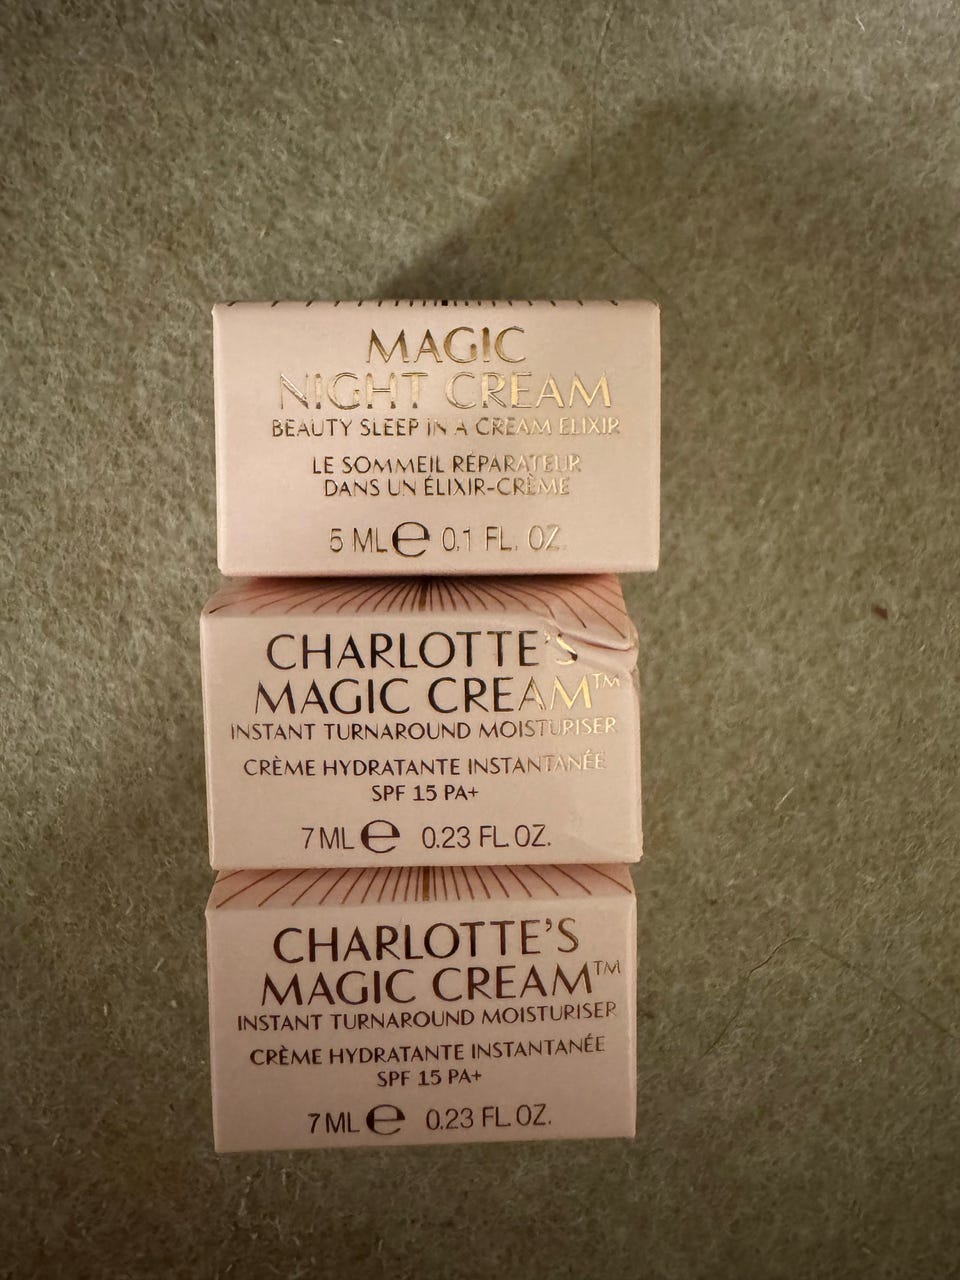 MAGIC
NIGHT CREAM
BEAUTY SLEEP IN A CREAM ELIXIR
LE SOMMEIL RÉPARATEUR
DANS UN ÉLIXIR-CRÈME
5 ML ℮ 0.1 FL. OZ.
CHARLOTTE'S
MAGIC CREAM™
INSTANT TURNAROUND MOISTURISER
CRÈME HYDRATANTE INSTANTANÉE
SPF 15 PA+
7 ML ℮ 0.23 FL. OZ.
CHARLOTTE'S
MAGIC CREAM™
INSTANT TURNAROUND MOISTURISER
CRÈME HYDRATANTE INSTANTANÉE
SPF 15 PA+
7 ML ℮ 0.23 FL. OZ.